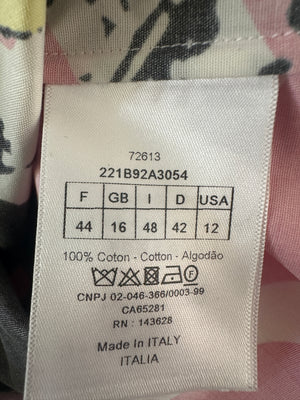 72613
221B92A3054
F GB I D USA
44 16 48 42 12
100% Coton - Cotton - Algodão
CNPJ 02-046-366/0003-99
CA65281
RN : 143628
Made In ITALY
ITALIA